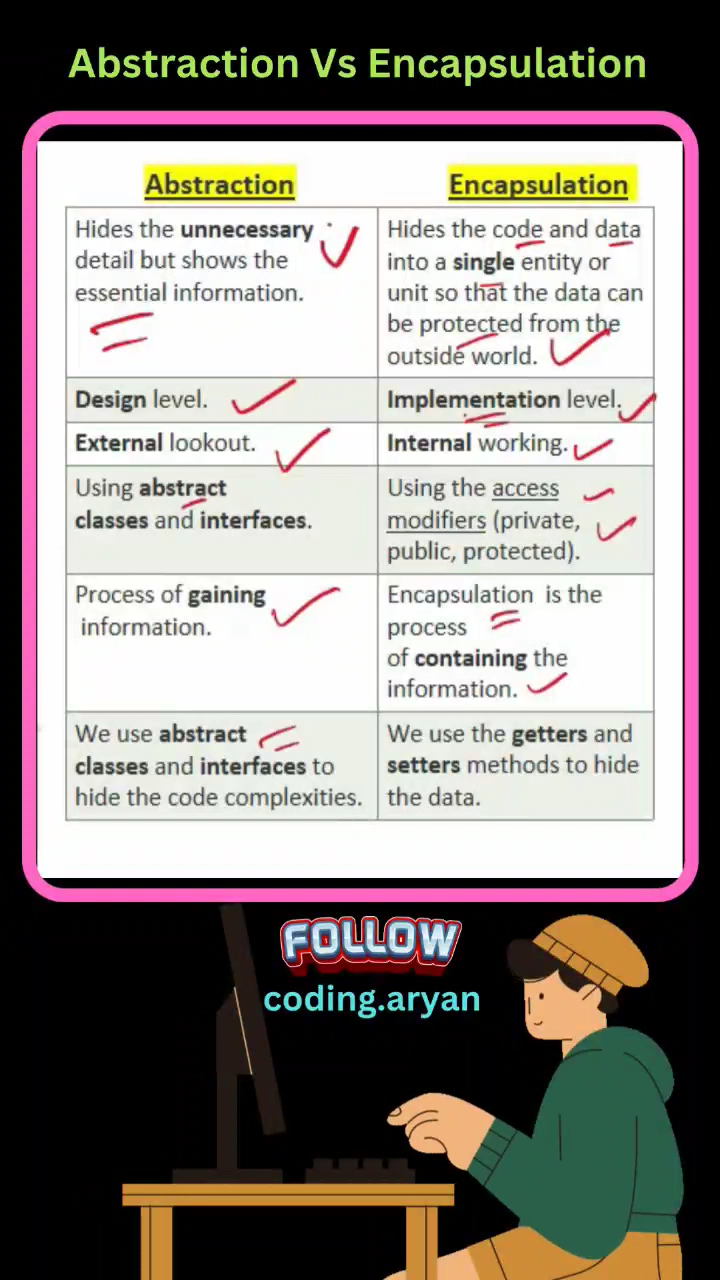 Abstraction Vs Encapsulation
Abstraction
Encapsulation
Hides the unnecessary
detail but shows the
essential information.
Hides the code and data
into a single entity or
unit so that the data can
be protected from the
outside world.
Design level.
Implementation level.
External lookout.
Internal working.
Using abstract
classes and interfaces.
Using the access
modifiers (private,
public, protected).
Process of gaining
information.
Encapsulation is the
process
of containing the
information.
We use abstract
classes and interfaces to
hide the code complexities.
We use the getters and
setters methods to hide
the data.
FOLLOW
coding.aryan